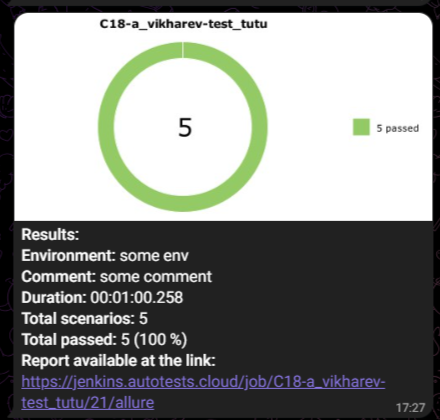 C18-a_vikharev-test_tutu
5
5 passed
Results:
Environment: some env
Comment: some comment
Duration: 00:01:00.258
Total scenarios: 5
Total passed: 5 (100 %)
Report available at the link:
https://jenkins.autotests.cloud/job/C18-a_vikharev-
test_tutu/21/allure
17:27